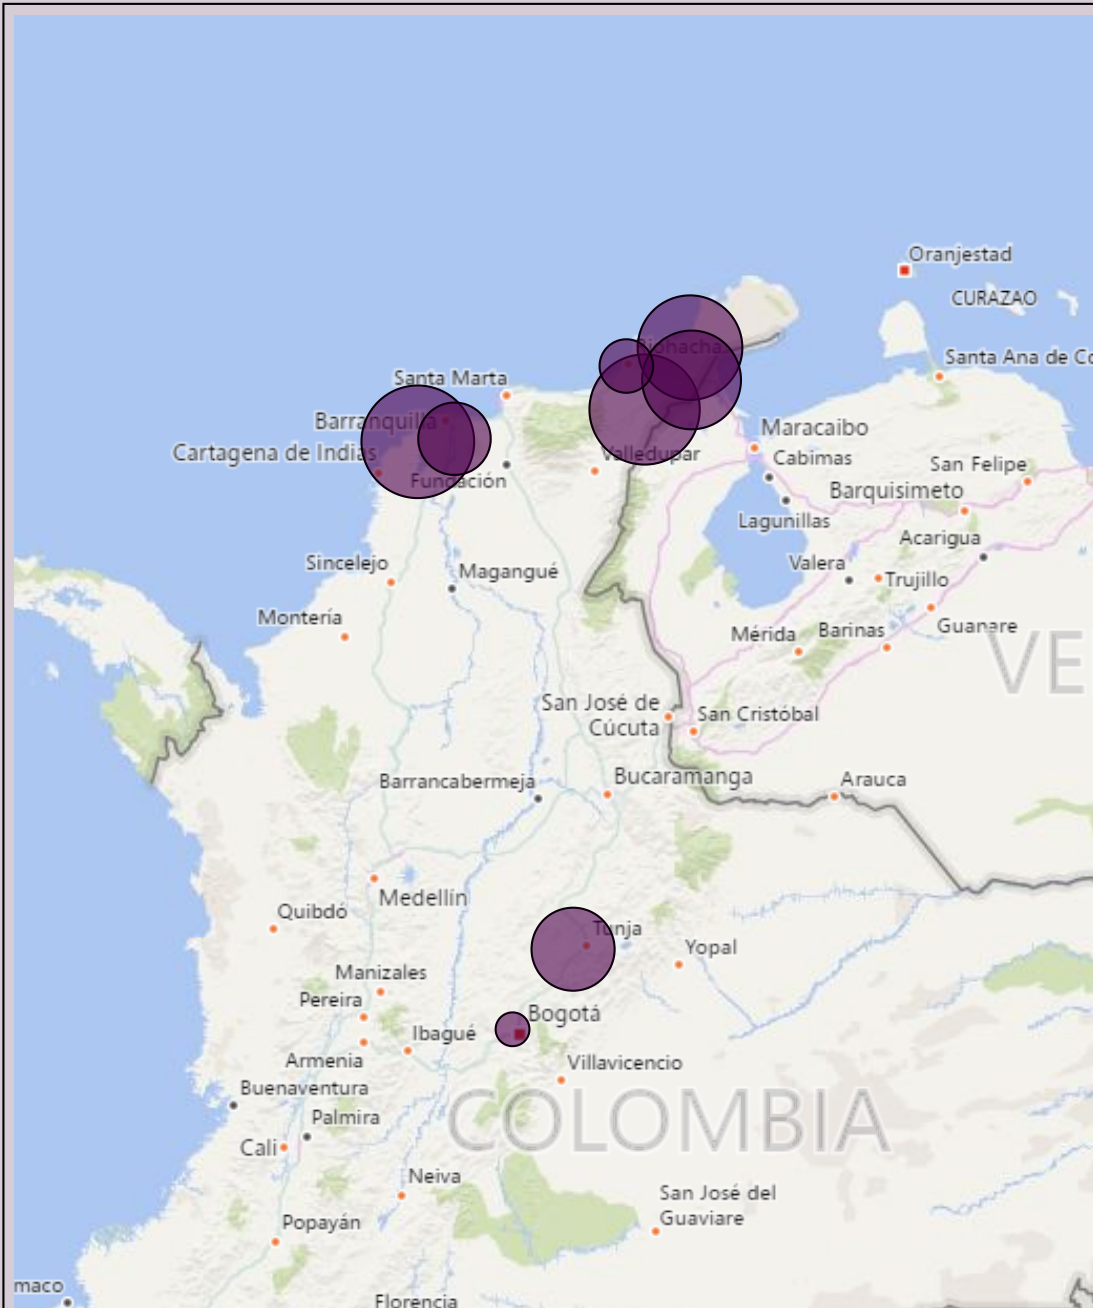 Oranjestad
CURAZAO
Riohacha
Santa Ana de Co
Santa Marta
Barranquilla
Maracaibo
Cartagena de Indias
Valledupar
Cabimas
San Felipe
Fundación
Barquisimeto
Lagunillas
Acarigua
Sincelejo
Magangué
Valera
Trujillo
Montería
Mérida
Barinas
Guanare
VE
San José de
Cúcuta
San Cristóbal
Barrancabermeja
Bucaramanga
Arauca
Medellín
Quibdó
Tunja
Yopal
Manizales
Pereira
Bogotá
Ibagué
Armenia
Villavicencio
Buenaventura
Palmira
COLOMBIA
Cali
Neiva
San José del
Guaviare
Popayán
maco
Florencia